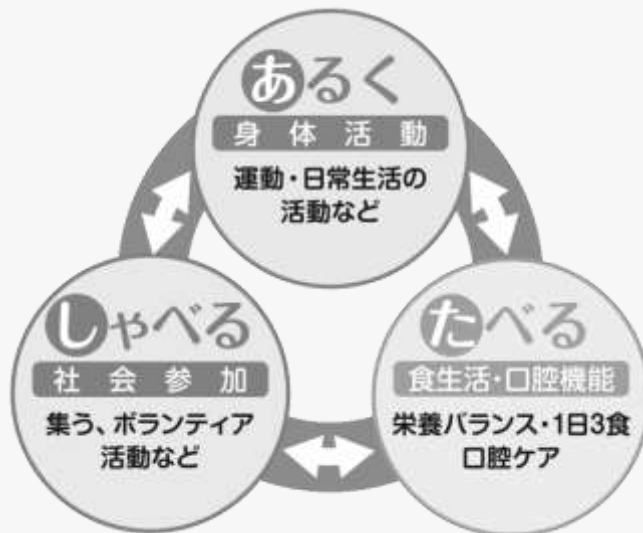 あるく
身体活動
運動・日常生活の
活動など
しゃべる
社会参加
集う、ボランティア
活動など
たべる
食生活・口腔機能
栄養バランス・1日3食
口腔ケア